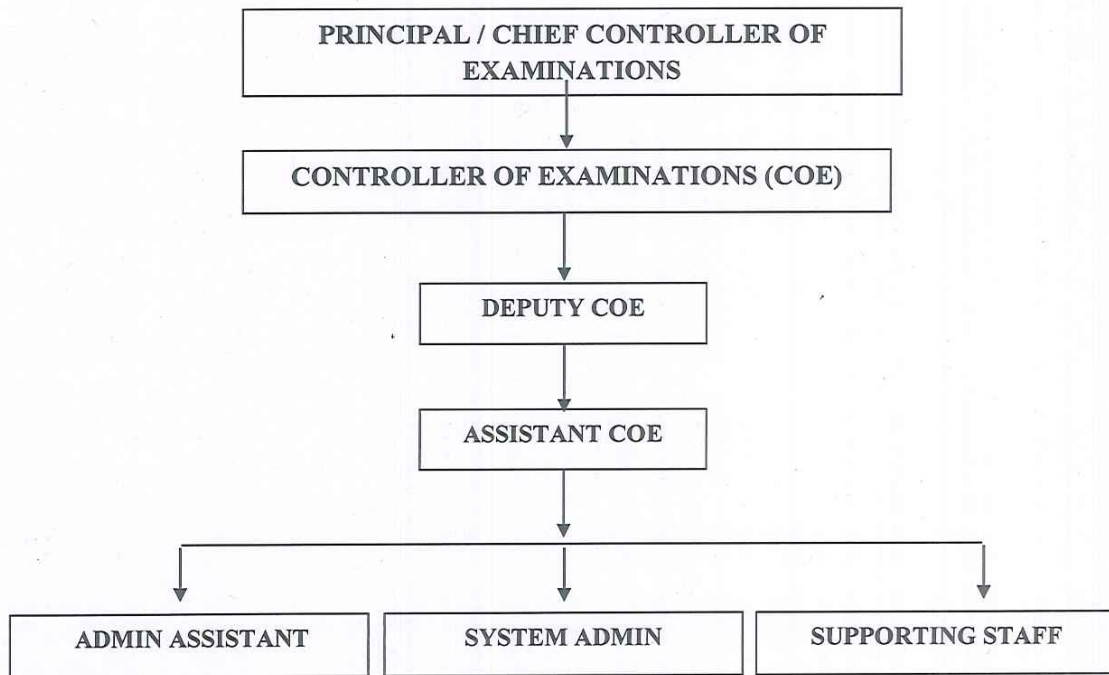 PRINCIPAL / CHIEF CONTROLLER OF
EXAMINATIONS
CONTROLLER OF EXAMINATIONS (COE)
DEPUTY COE
ASSISTANT COE
ADMIN ASSISTANT
SYSTEM ADMIN
SUPPORTING STAFF